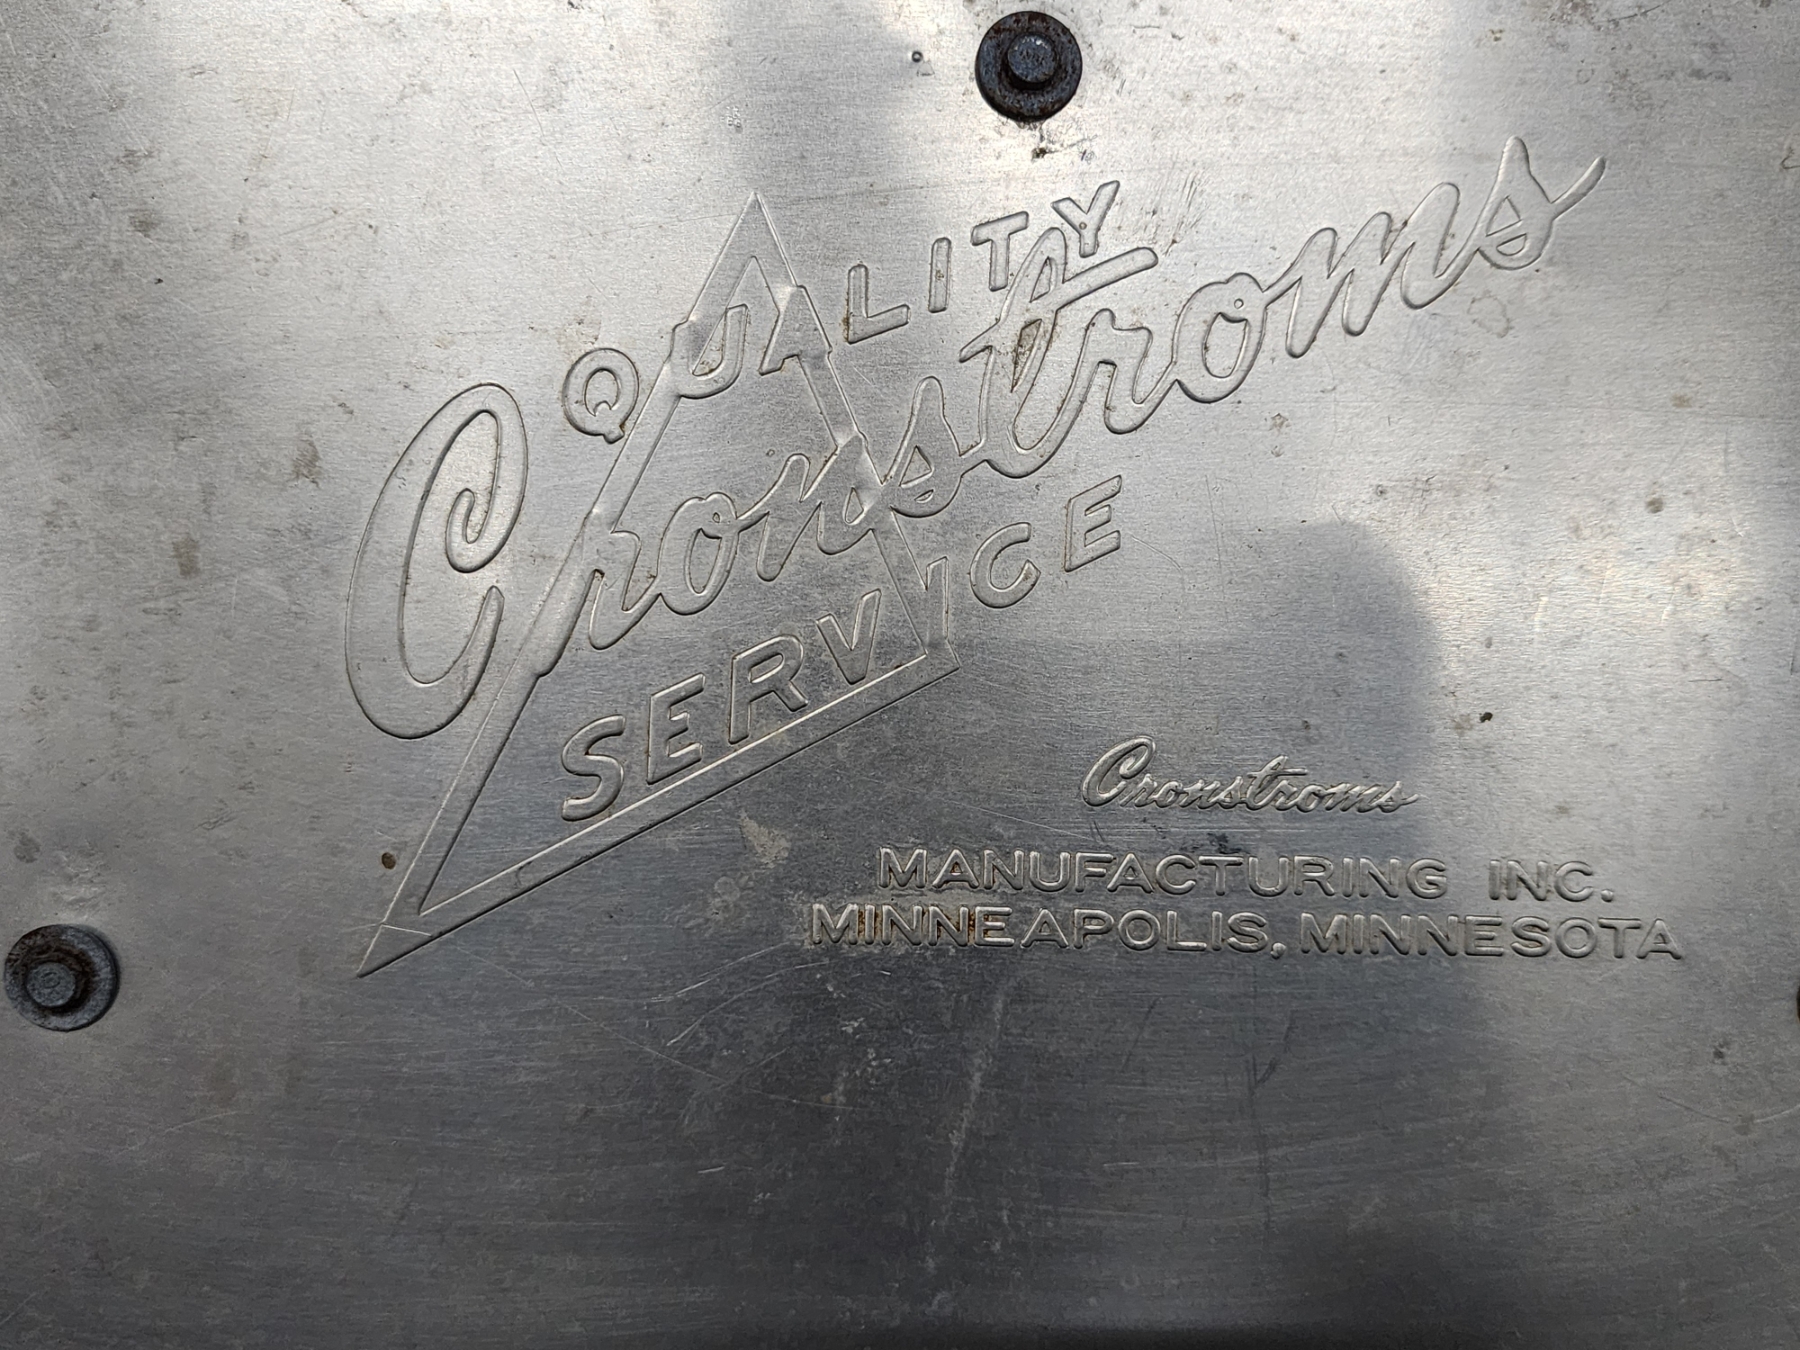 QUALITY
Cronstroms
SERVICE
Cronstroms
MANUFACTURING INC.
MINNEAPOLIS, MINNESOTA